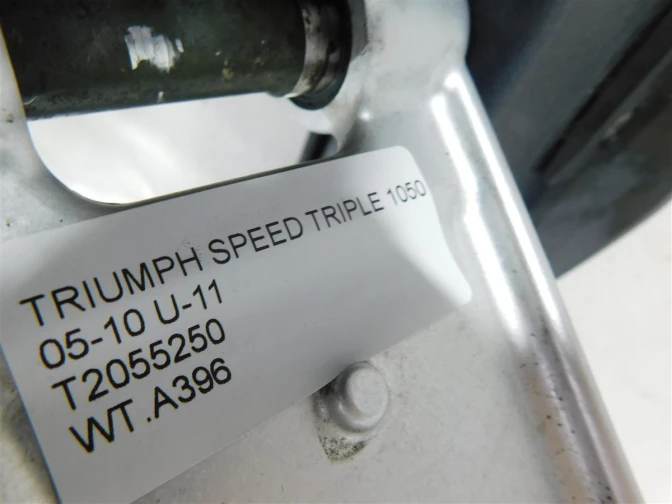 TRIUMPH SPEED TRIPLE 1050
05-10 U-11
T2055250
WT.A396